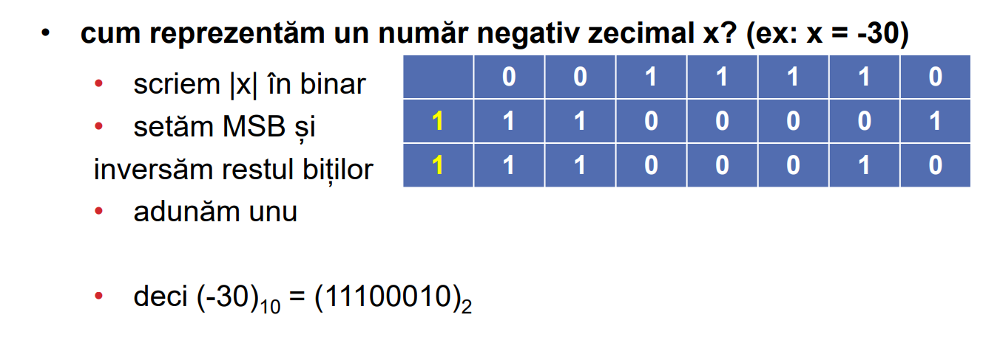 • cum reprezentăm un număr negativ zecimal x? (ex: x = -30)
• scriem |x| în binar
• setăm MSB și
inversăm restul biților
• adunăm unu
0 0 1 1 1 1 0
1 1 1 0 0 0 0 1
1 1 1 0 0 0 1 0
• deci (-30)₁₀ = (11100010)₂